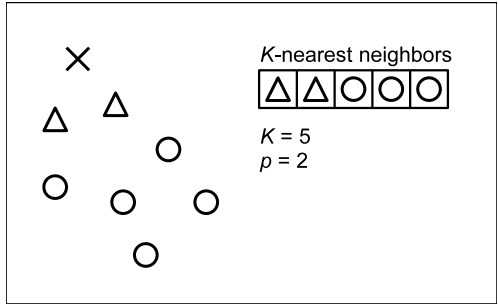 K-nearest neighbors
K = 5
p = 2